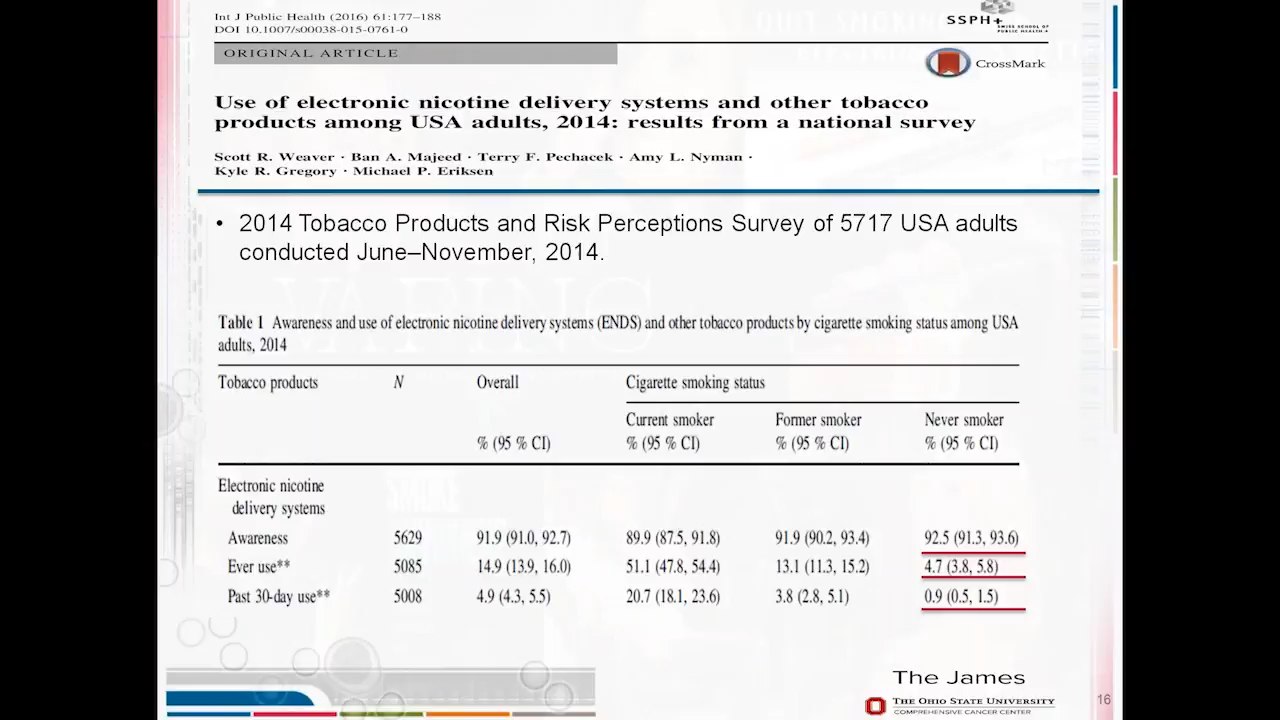 Int J Public Health (2016) 61:177–188
DOI 10.1007/s00038-015-0761-0
SSPH+
SWISS SCHOOL OF
PUBLIC HEALTH +
ORIGINAL ARTICLE
CrossMark
Use of electronic nicotine delivery systems and other tobacco
products among USA adults, 2014: results from a national survey
Scott R. Weaver · Ban A. Majeed · Terry F. Pechacek · Amy L. Nyman ·
Kyle R. Gregory · Michael P. Eriksen
• 2014 Tobacco Products and Risk Perceptions Survey of 5717 USA adults
conducted June–November, 2014.
Table 1 Awareness and use of electronic nicotine delivery systems (ENDS) and other tobacco products by cigarette smoking status among USA
adults, 2014
Tobacco products N Overall Cigarette smoking status
Current smoker Former smoker Never smoker
% (95 % CI) % (95 % CI) % (95 % CI) % (95 % CI)
Electronic nicotine
delivery systems
Awareness 5629 91.9 (91.0, 92.7) 89.9 (87.5, 91.8) 91.9 (90.2, 93.4) 92.5 (91.3, 93.6)
Ever use** 5085 14.9 (13.9, 16.0) 51.1 (47.8, 54.4) 13.1 (11.3, 15.2) 4.7 (3.8, 5.8)
Past 30-day use** 5008 4.9 (4.3, 5.5) 20.7 (18.1, 23.6) 3.8 (2.8, 5.1) 0.9 (0.5, 1.5)
The James
THE OHIO STATE UNIVERSITY
COMPREHENSIVE CANCER CENTER
16